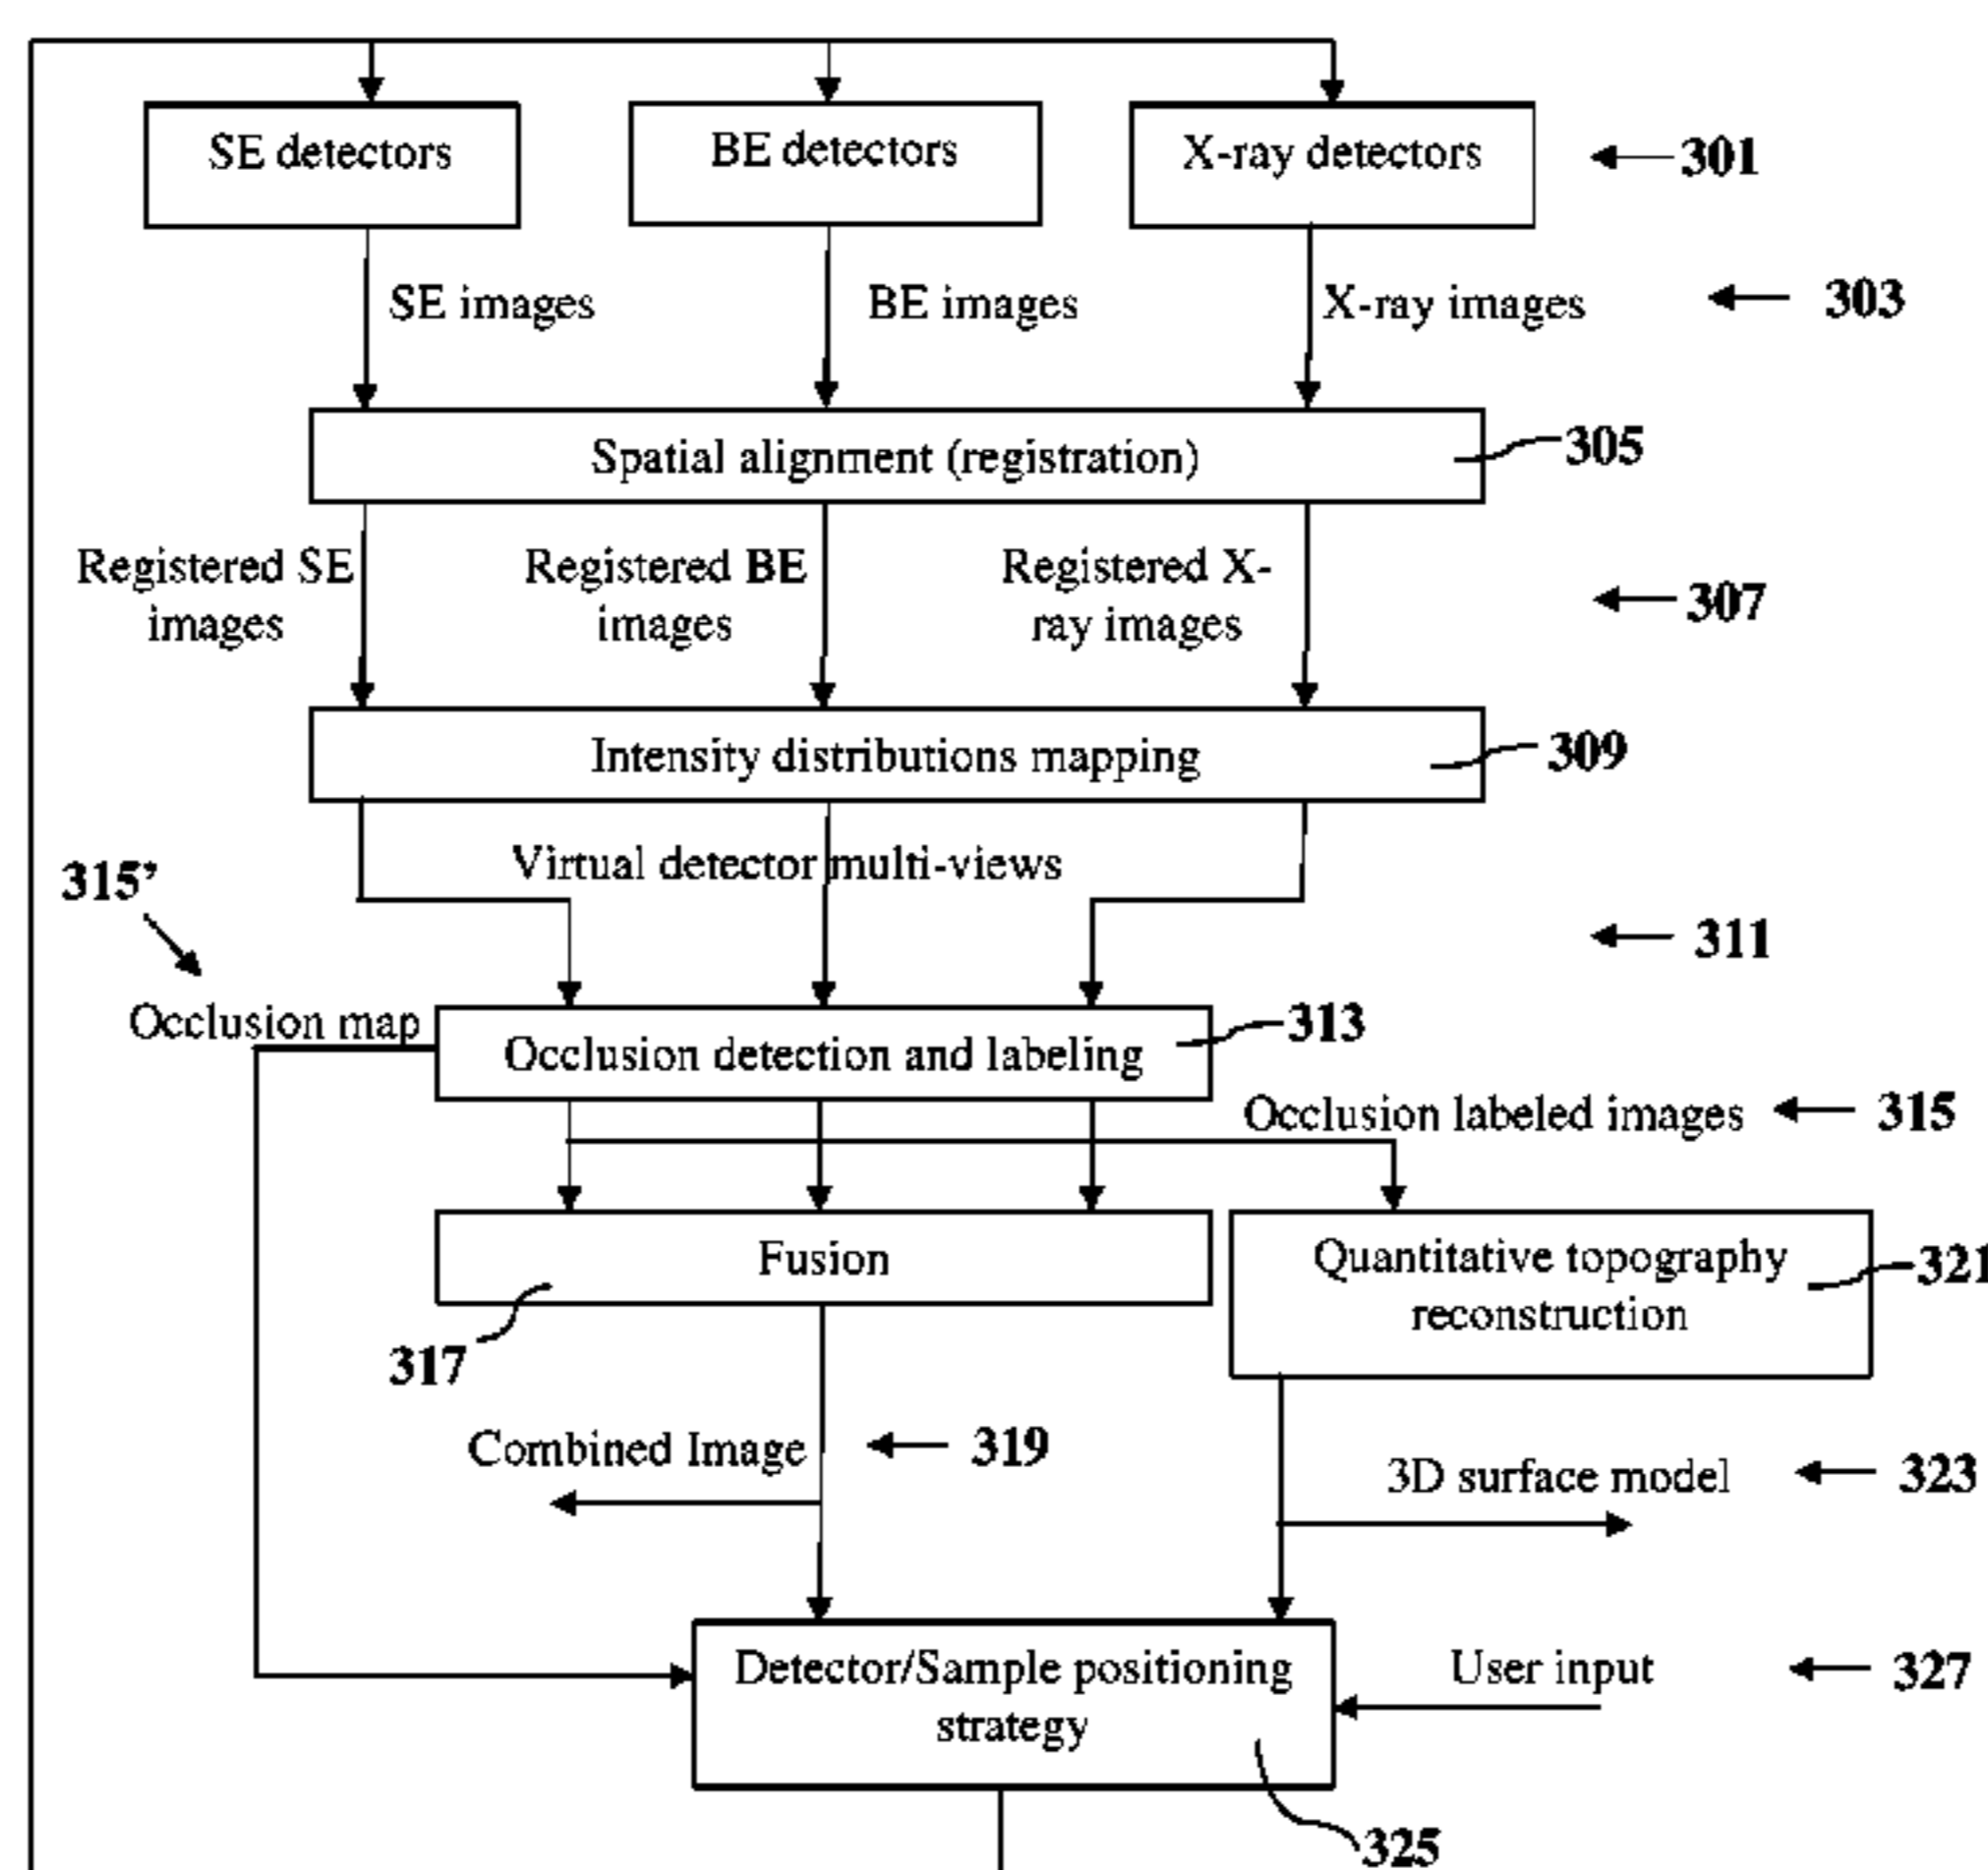 SE detectors
BE detectors
X-ray detectors
301
SE images
BE images
X-ray images
303
Spatial alignment (registration)
305
Registered SE
images
Registered BE
images
Registered X-
ray images
307
Intensity distributions mapping
309
Virtual detector multi-views
315'
311
Occlusion map
Occlusion detection and labeling
313
Occlusion labeled images
315
Fusion
317
Quantitative topography
reconstruction
321
Combined Image
319
3D surface model
323
Detector/Sample positioning
strategy
User input
327
325